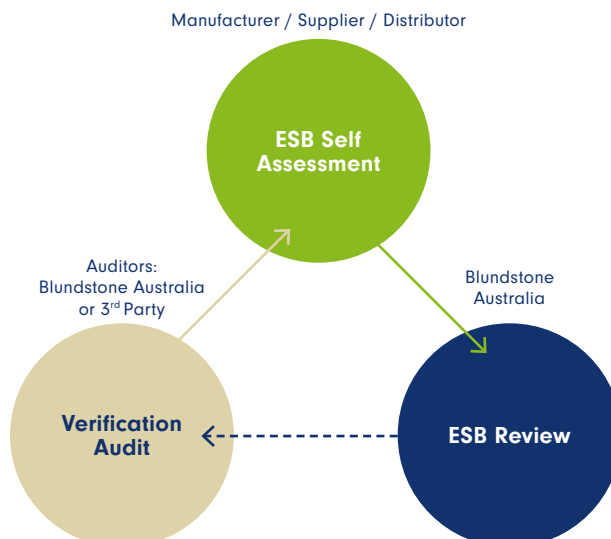 Manufacturer / Supplier / Distributor
ESB Self
Assessment
Auditors:
Blundstone Australia
or 3rd Party
Blundstone
Australia
Verification
Audit
ESB Review